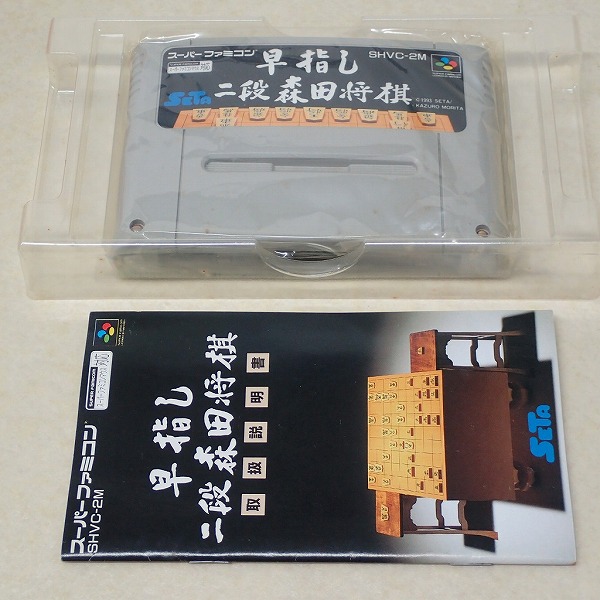 スーパーファミコン
早指し
SHVC-2M
二段森田将棋
SETA
©1993 SETA/
KAZURO MORITA
スーパーファミコン
SHVC-2M
早指し
二段森田将棋
取扱説明書
SETA